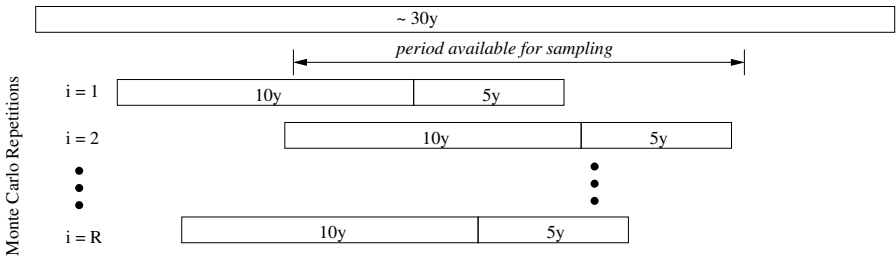 ~ 30y
period available for sampling
Monte Carlo Repetitions
i = 1
10y
5y
i = 2
10y
5y
i = R
10y
5y